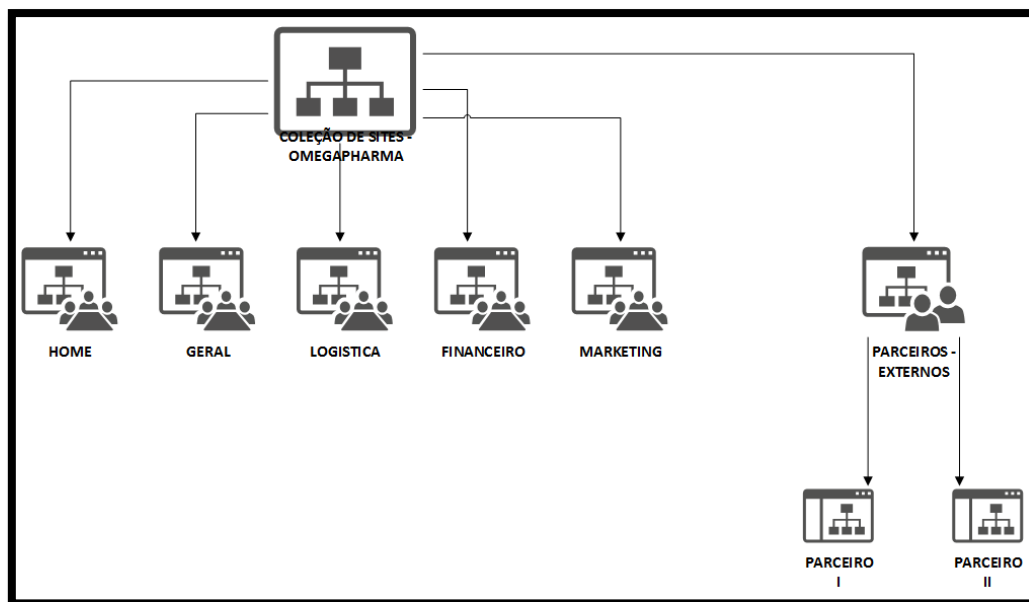 COLEÇÃO DE SITES -
OMEGAPHARMA
HOME
GERAL
LOGISTICA
FINANCEIRO
MARKETING
PARCEIROS -
EXTERNOS
PARCEIRO
I
PARCEIRO
II